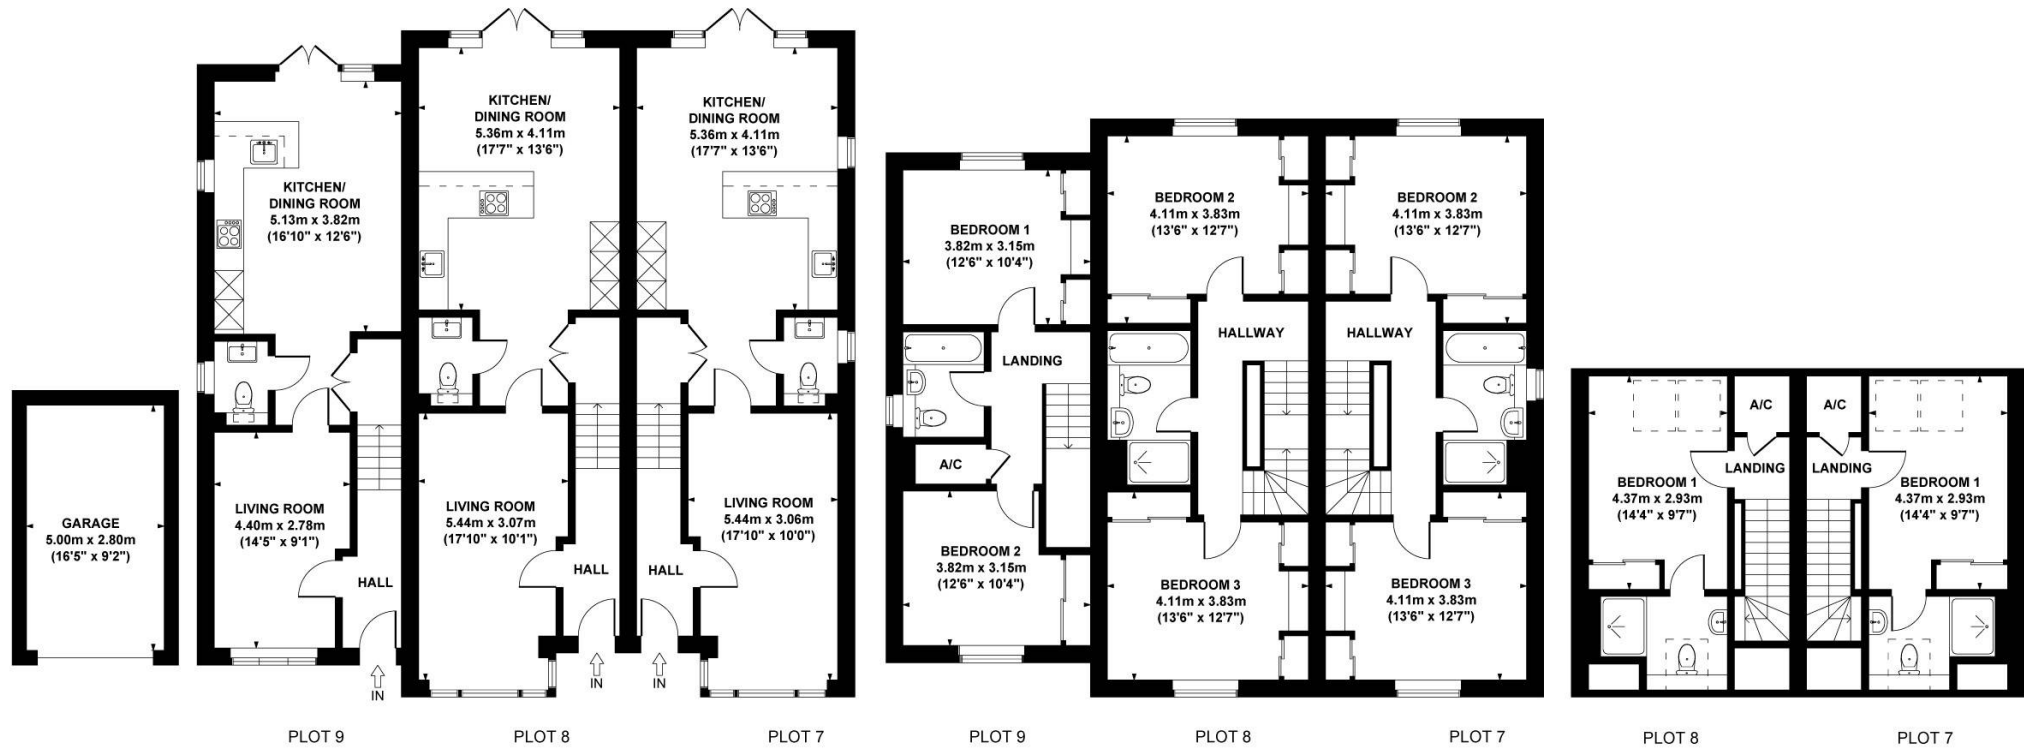 GARAGE
5.00m x 2.80m
(16'5" x 9'2")
KITCHEN/
DINING ROOM
5.13m x 3.82m
(16'10" x 12'6")
LIVING ROOM
4.40m x 2.78m
(14'5" x 9'1")
HALL
IN
PLOT 9
KITCHEN/
DINING ROOM
5.36m x 4.11m
(17'7" x 13'6")
LIVING ROOM
5.44m x 3.07m
(17'10" x 10'1")
HALL
IN
PLOT 8
KITCHEN/
DINING ROOM
5.36m x 4.11m
(17'7" x 13'6")
LIVING ROOM
5.44m x 3.06m
(17'10" x 10'0")
HALL
IN
PLOT 7
BEDROOM 1
3.82m x 3.15m
(12'6" x 10'4")
LANDING
A/C
BEDROOM 2
3.82m x 3.15m
(12'6" x 10'4")
PLOT 9
BEDROOM 2
4.11m x 3.83m
(13'6" x 12'7")
HALLWAY
BEDROOM 3
4.11m x 3.83m
(13'6" x 12'7")
PLOT 8
BEDROOM 2
4.11m x 3.83m
(13'6" x 12'7")
HALLWAY
BEDROOM 3
4.11m x 3.83m
(13'6" x 12'7")
PLOT 7
A/C
LANDING
BEDROOM 1
4.37m x 2.93m
(14'4" x 9'7")
PLOT 8
A/C
LANDING
BEDROOM 1
4.37m x 2.93m
(14'4" x 9'7")
PLOT 7